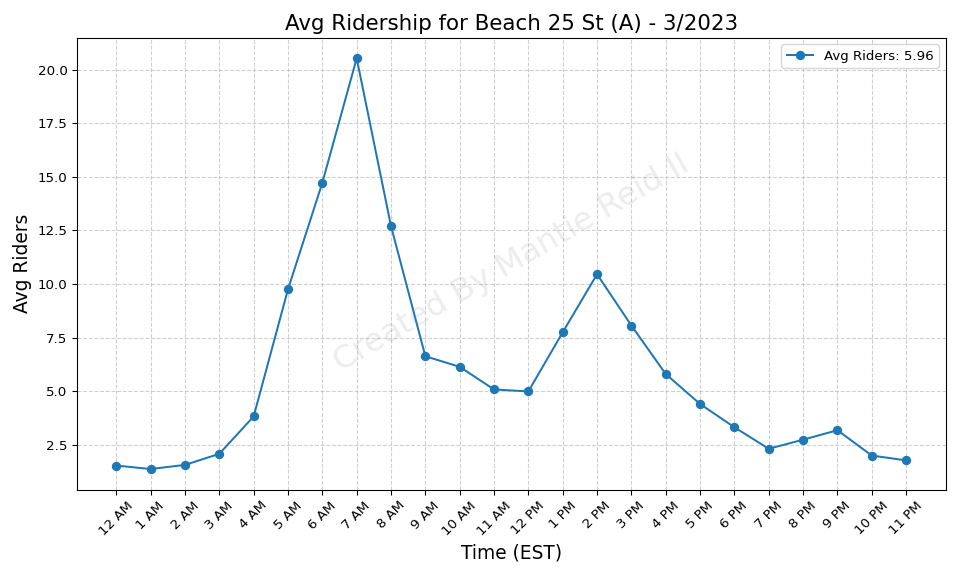 Avg Ridership for Beach 25 St (A) - 3/2023
Avg Riders: 5.96
Avg Riders
20.0
17.5
15.0
12.5
10.0
7.5
5.0
2.5
Created By Mantie Reid II
12 AM
1 AM
2 AM
3 AM
4 AM
5 AM
6 AM
7 AM
8 AM
9 AM
10 AM
11 AM
12 PM
1 PM
2 PM
3 PM
4 PM
5 PM
6 PM
7 PM
8 PM
9 PM
10 PM
11 PM
Time (EST)